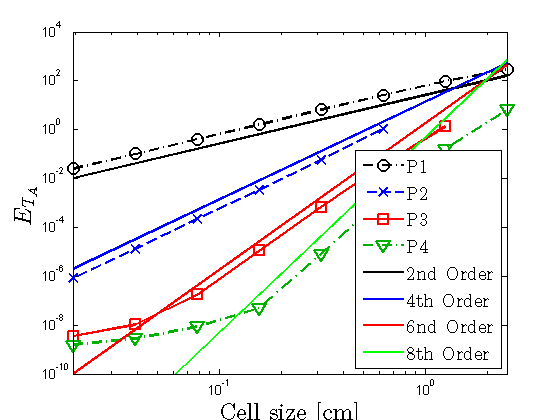 10^4
10^2
10^0
10^-2
10^-4
10^-6
10^-8
10^-10
E_{T_A}
P1
P2
P3
P4
2nd Order
4th Order
6nd Order
8th Order
10^-1
10^0
Cell size [cm]